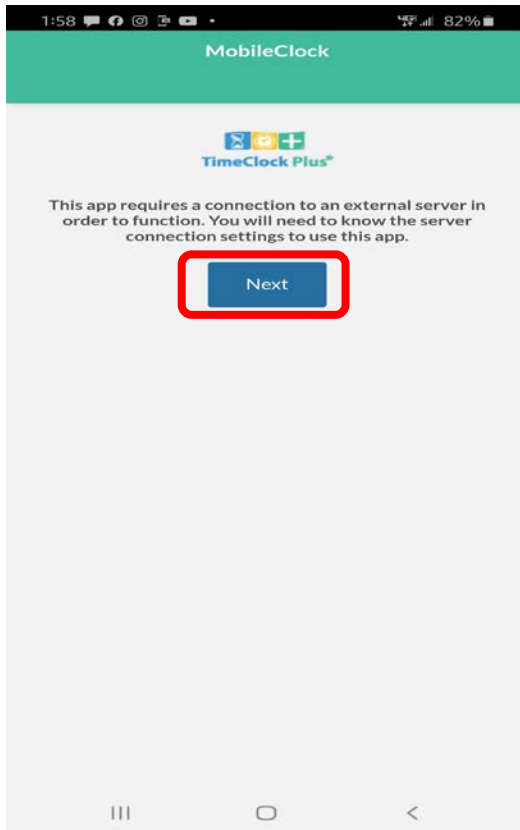 1:58
82%
MobileClock
TimeClock Plus®
This app requires a connection to an external server in
order to function. You will need to know the server
connection settings to use this app.
Next